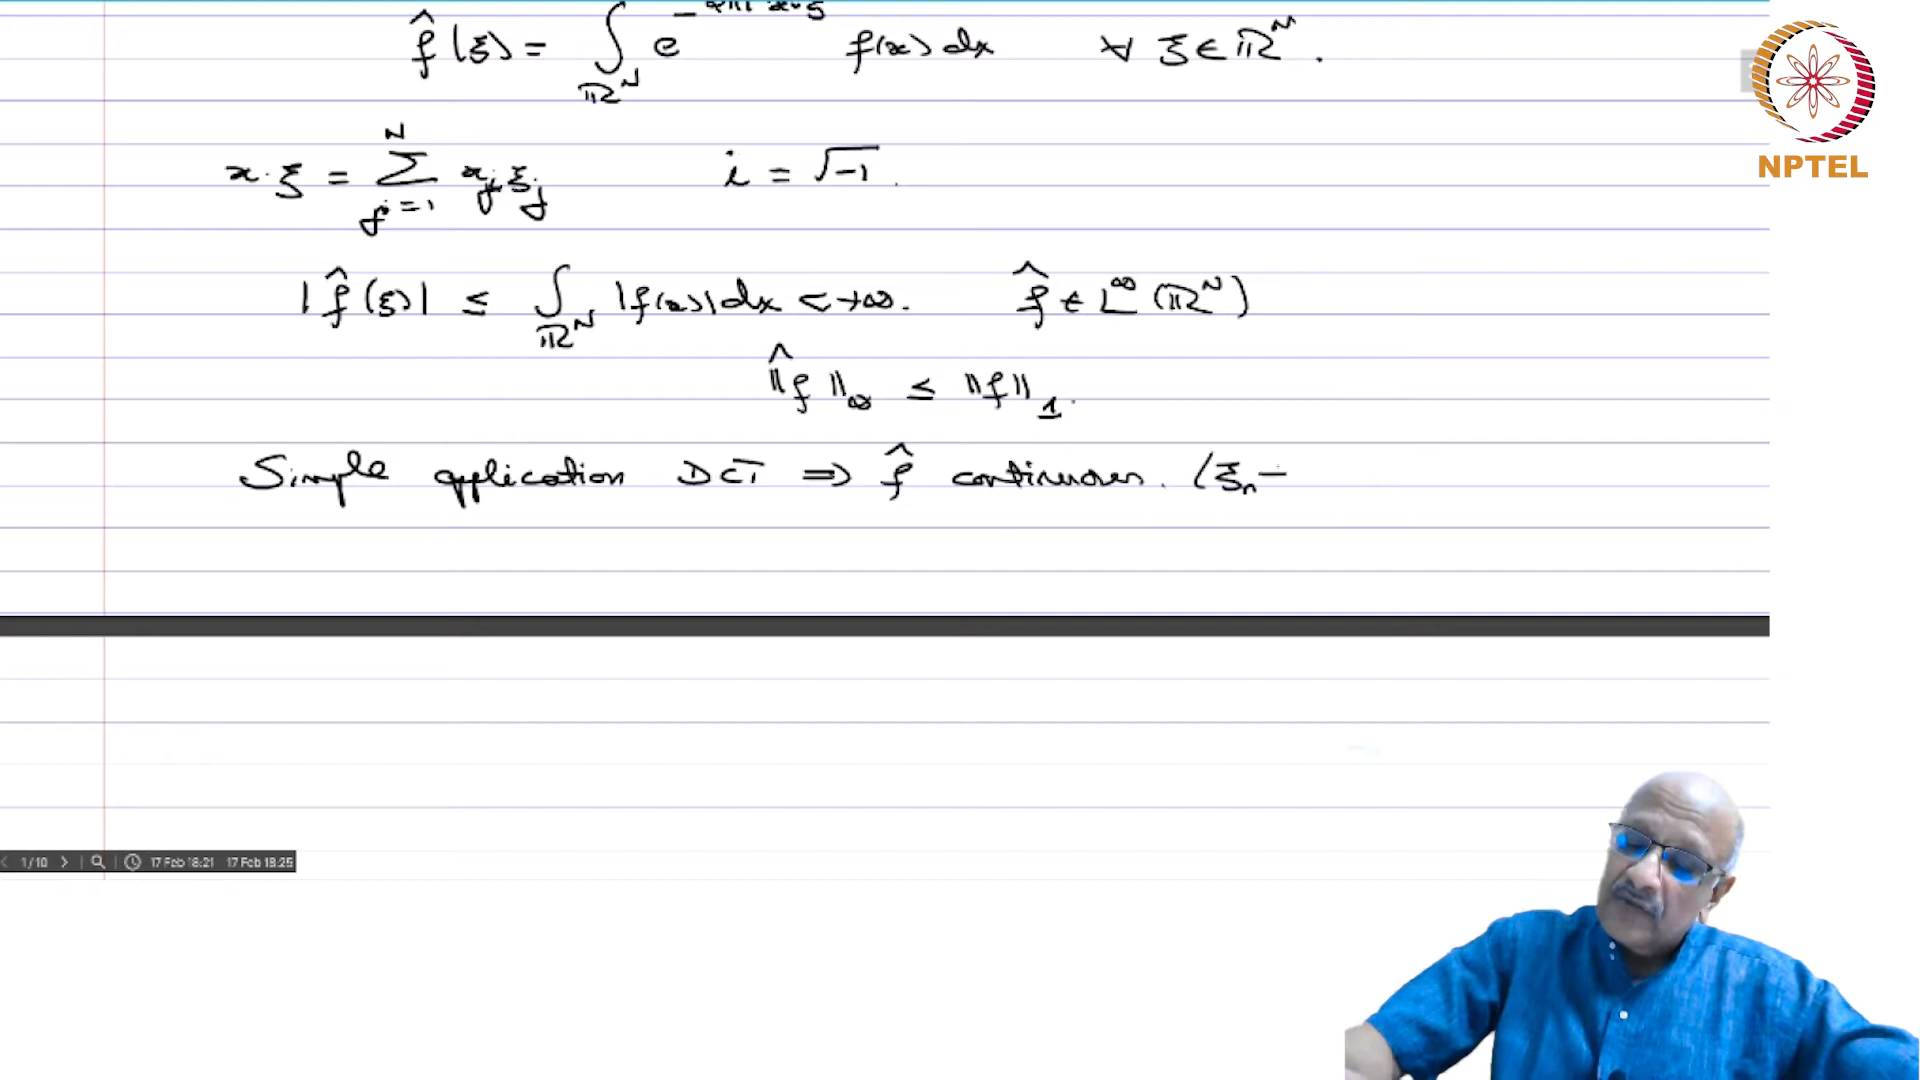 f̂(ξ) = ∫_{ℝ^N} e^{-2πi x·ξ} f(x) dx ∀ ξ ∈ ℝ^N.
NPTEL
x·ξ = Σ_{j=1}^{N} x_j ξ_j i = √-1.
|f̂(ξ)| ≤ ∫_{ℝ^N} |f(x)| dx < +∞. f̂ ∈ L^∞(ℝ^N)
‖f̂‖_∞ ≤ ‖f‖_1.
Simple application DCT ⇒ f̂ continuous. (ξ_n −
1/10 17 Feb 18:21 17 Feb 18:25